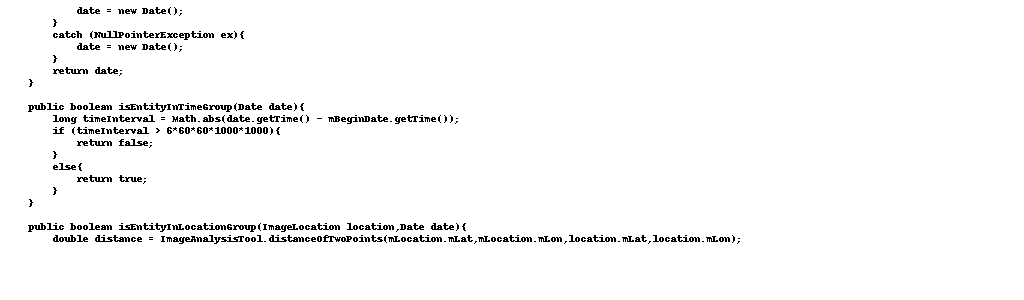 date = new Date();
}
catch (NullPointerException ex){
date = new Date();
}
return date;
}
public boolean isEntityInTimeGroup(Date date){
long timeInterval = Math.abs(date.getTime() - mBeginDate.getTime());
if (timeInterval > 6*60*60*1000*1000){
return false;
}
else{
return true;
}
}
public boolean isEntityInLocationGroup(ImageLocation location,Date date){
double distance = ImageAnalysisTool.distanceOfTwoPoints(mLocation.mLat,mLocation.mLon,location.mLat,location.mLon);